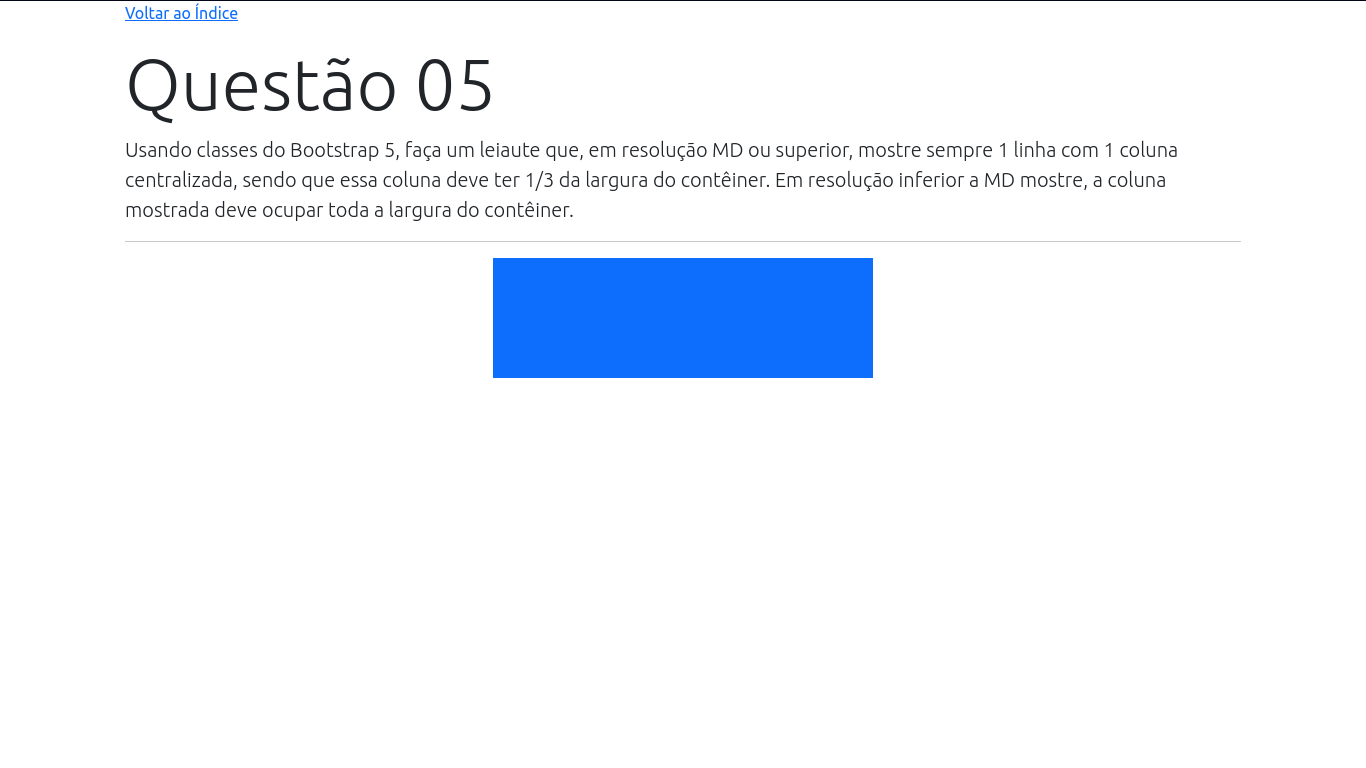 Voltar ao Índice
Questão 05
Usando classes do Bootstrap 5, faça um leiaute que, em resolução MD ou superior, mostre sempre 1 linha com 1 coluna
centralizada, sendo que essa coluna deve ter 1/3 da largura do contêiner. Em resolução inferior a MD mostre, a coluna
mostrada deve ocupar toda a largura do contêiner.